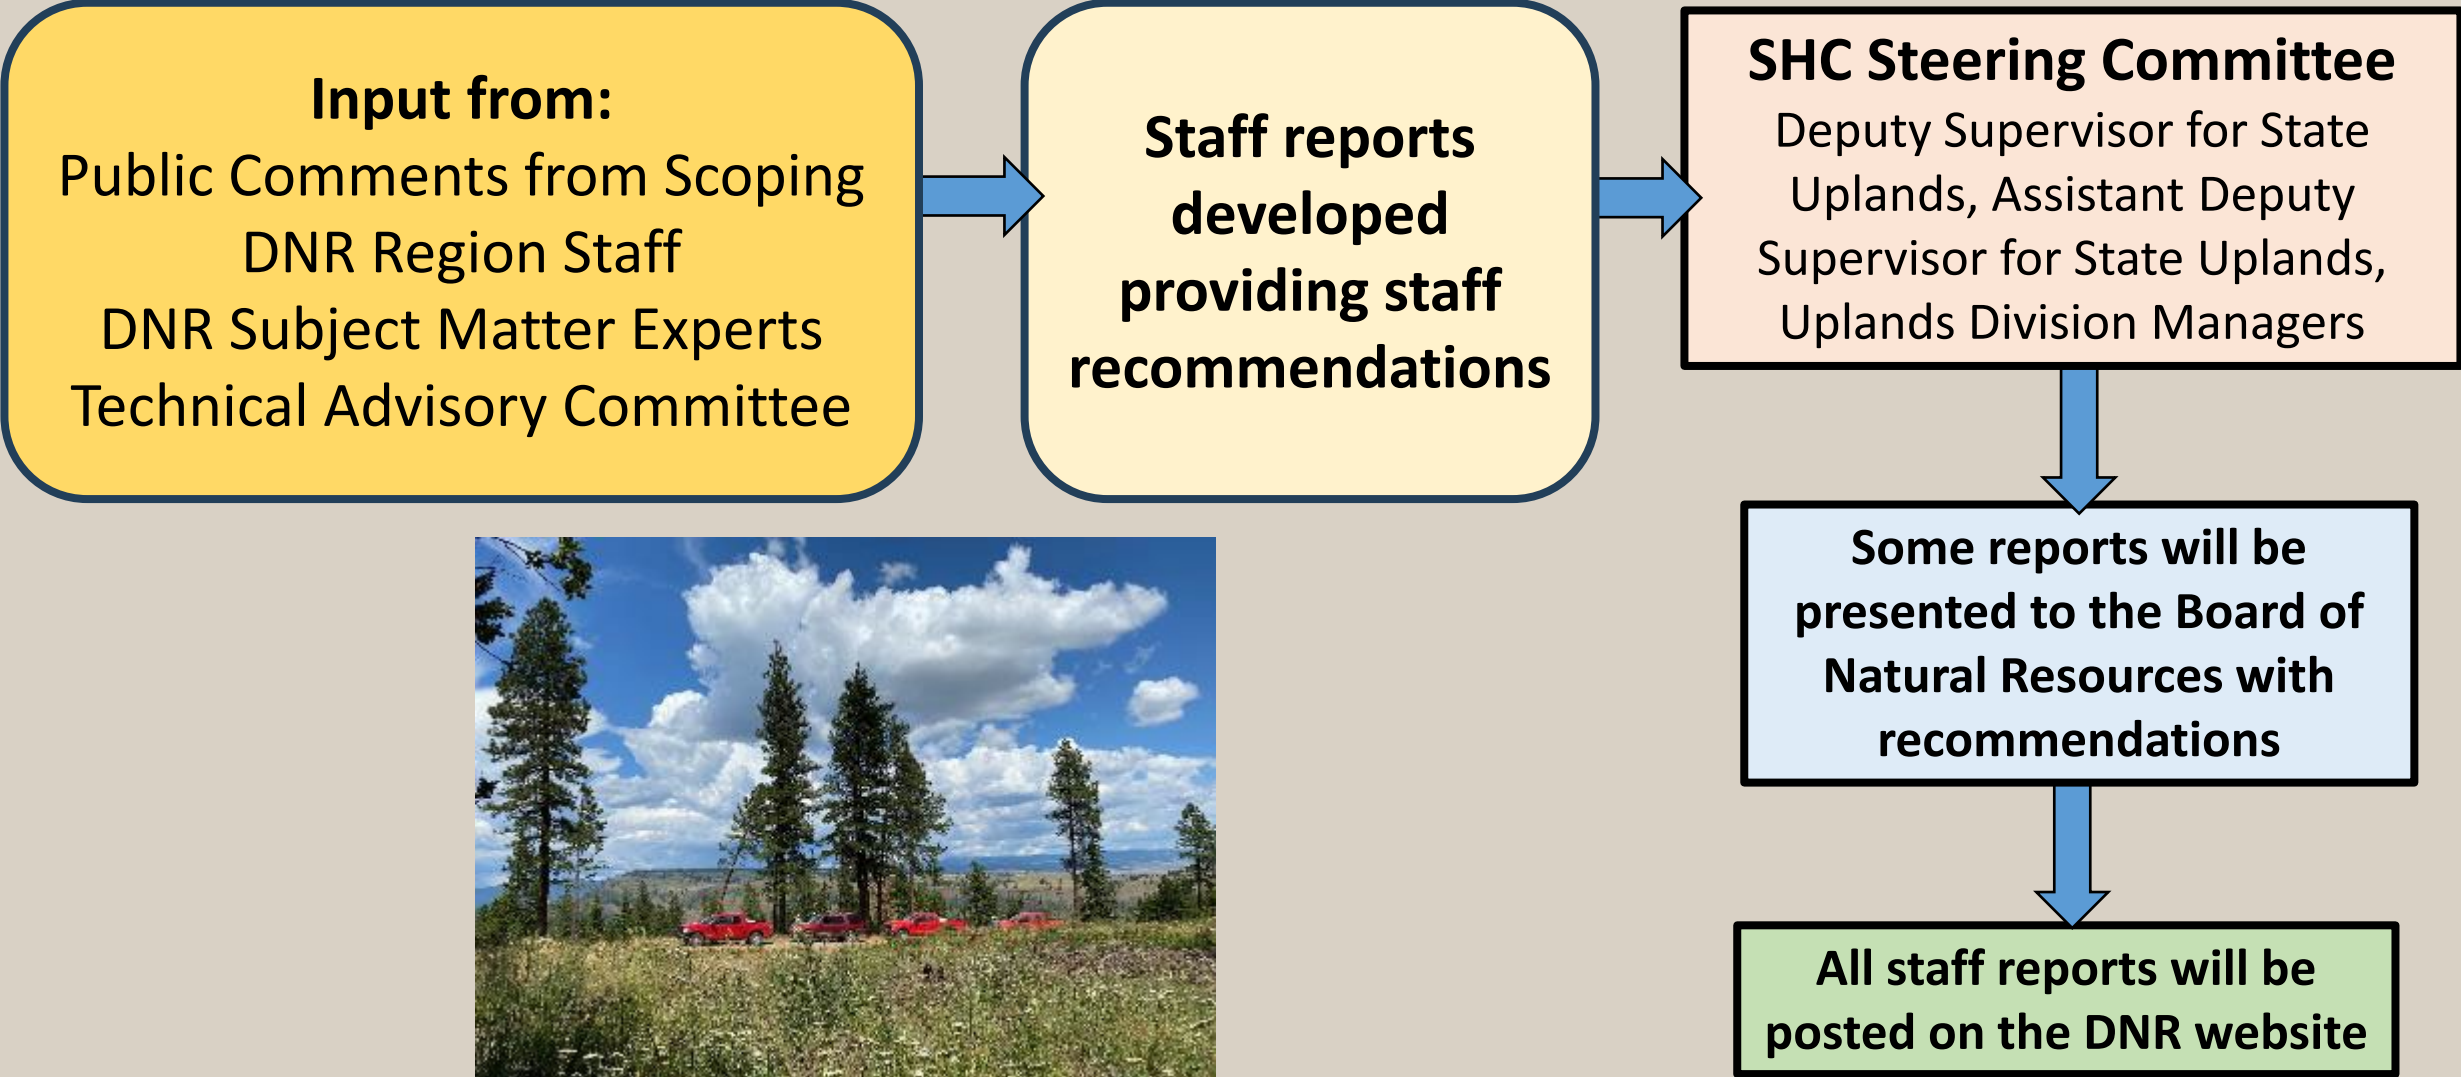 Input from:
Public Comments from Scoping
DNR Region Staff
DNR Subject Matter Experts
Technical Advisory Committee
Staff reports
developed
providing staff
recommendations
SHC Steering Committee
Deputy Supervisor for State
Uplands, Assistant Deputy
Supervisor for State Uplands,
Uplands Division Managers
Some reports will be
presented to the Board of
Natural Resources with
recommendations
All staff reports will be
posted on the DNR website